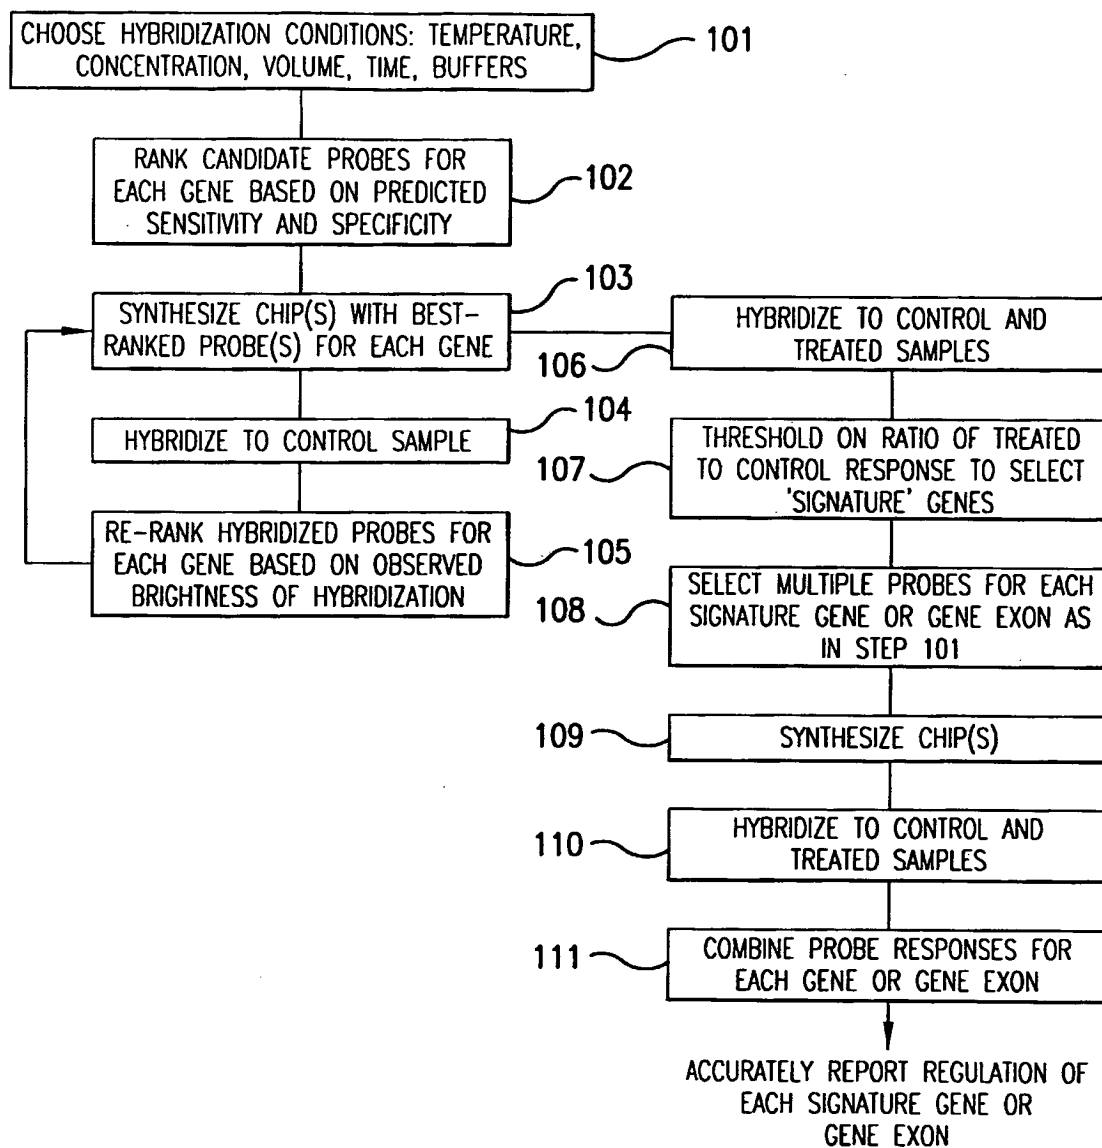 CHOOSE HYBRIDIZATION CONDITIONS: TEMPERATURE,
CONCENTRATION, VOLUME, TIME, BUFFERS
101
RANK CANDIDATE PROBES FOR
EACH GENE BASED ON PREDICTED
SENSITIVITY AND SPECIFICITY
102
SYNTHESIZE CHIP(S) WITH BEST-
RANKED PROBE(S) FOR EACH GENE
103
HYBRIDIZE TO CONTROL SAMPLE
104
RE-RANK HYBRIDIZED PROBES FOR
EACH GENE BASED ON OBSERVED
BRIGHTNESS OF HYBRIDIZATION
105
HYBRIDIZE TO CONTROL AND
TREATED SAMPLES
106
THRESHOLD ON RATIO OF TREATED
TO CONTROL RESPONSE TO SELECT
'SIGNATURE' GENES
107
SELECT MULTIPLE PROBES FOR EACH
SIGNATURE GENE OR GENE EXON AS
IN STEP 101
108
SYNTHESIZE CHIP(S)
109
HYBRIDIZE TO CONTROL AND
TREATED SAMPLES
110
COMBINE PROBE RESPONSES FOR
EACH GENE OR GENE EXON
111
ACCURATELY REPORT REGULATION OF
EACH SIGNATURE GENE OR
GENE EXON